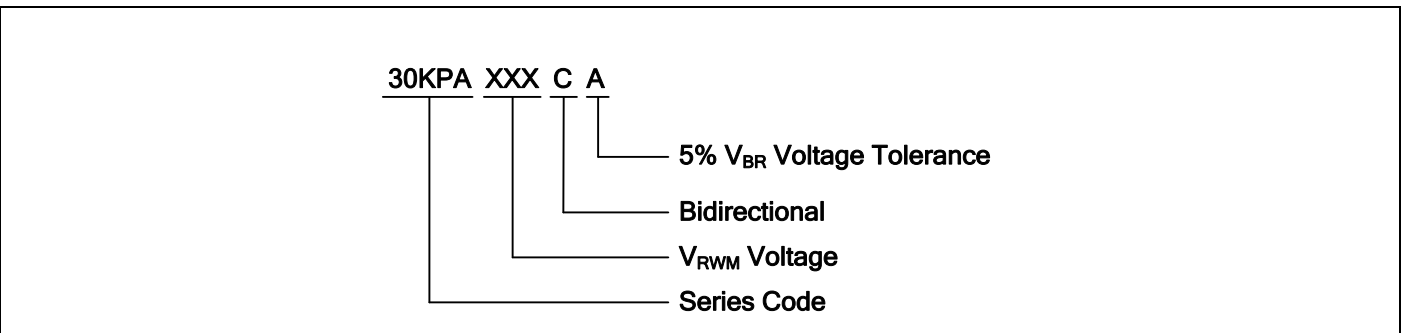 30KPA XXX C A
5% VBR Voltage Tolerance
Bidirectional
VRWM Voltage
Series Code